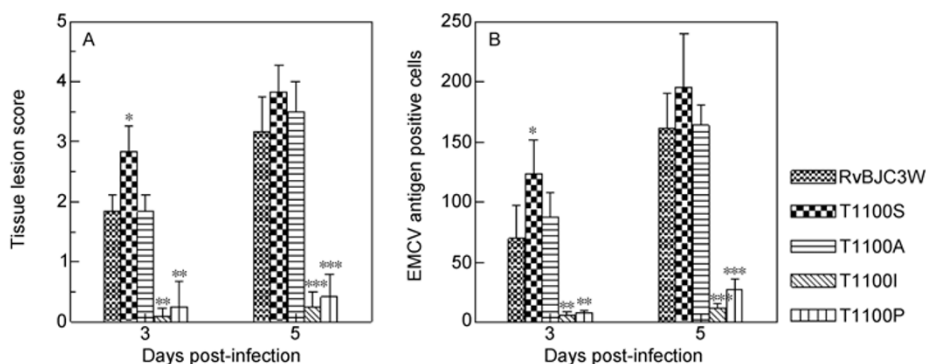 A
Tissue lesion score
5
4
3
2
1
0
*
**
**
***
***
3
5
Days post-infection
B
EMCV antigen positive cells
250
200
150
100
50
0
*
**
**
***
***
3
5
Days post-infection
RvBJC3W
T1100S
T1100A
T1100I
T1100P